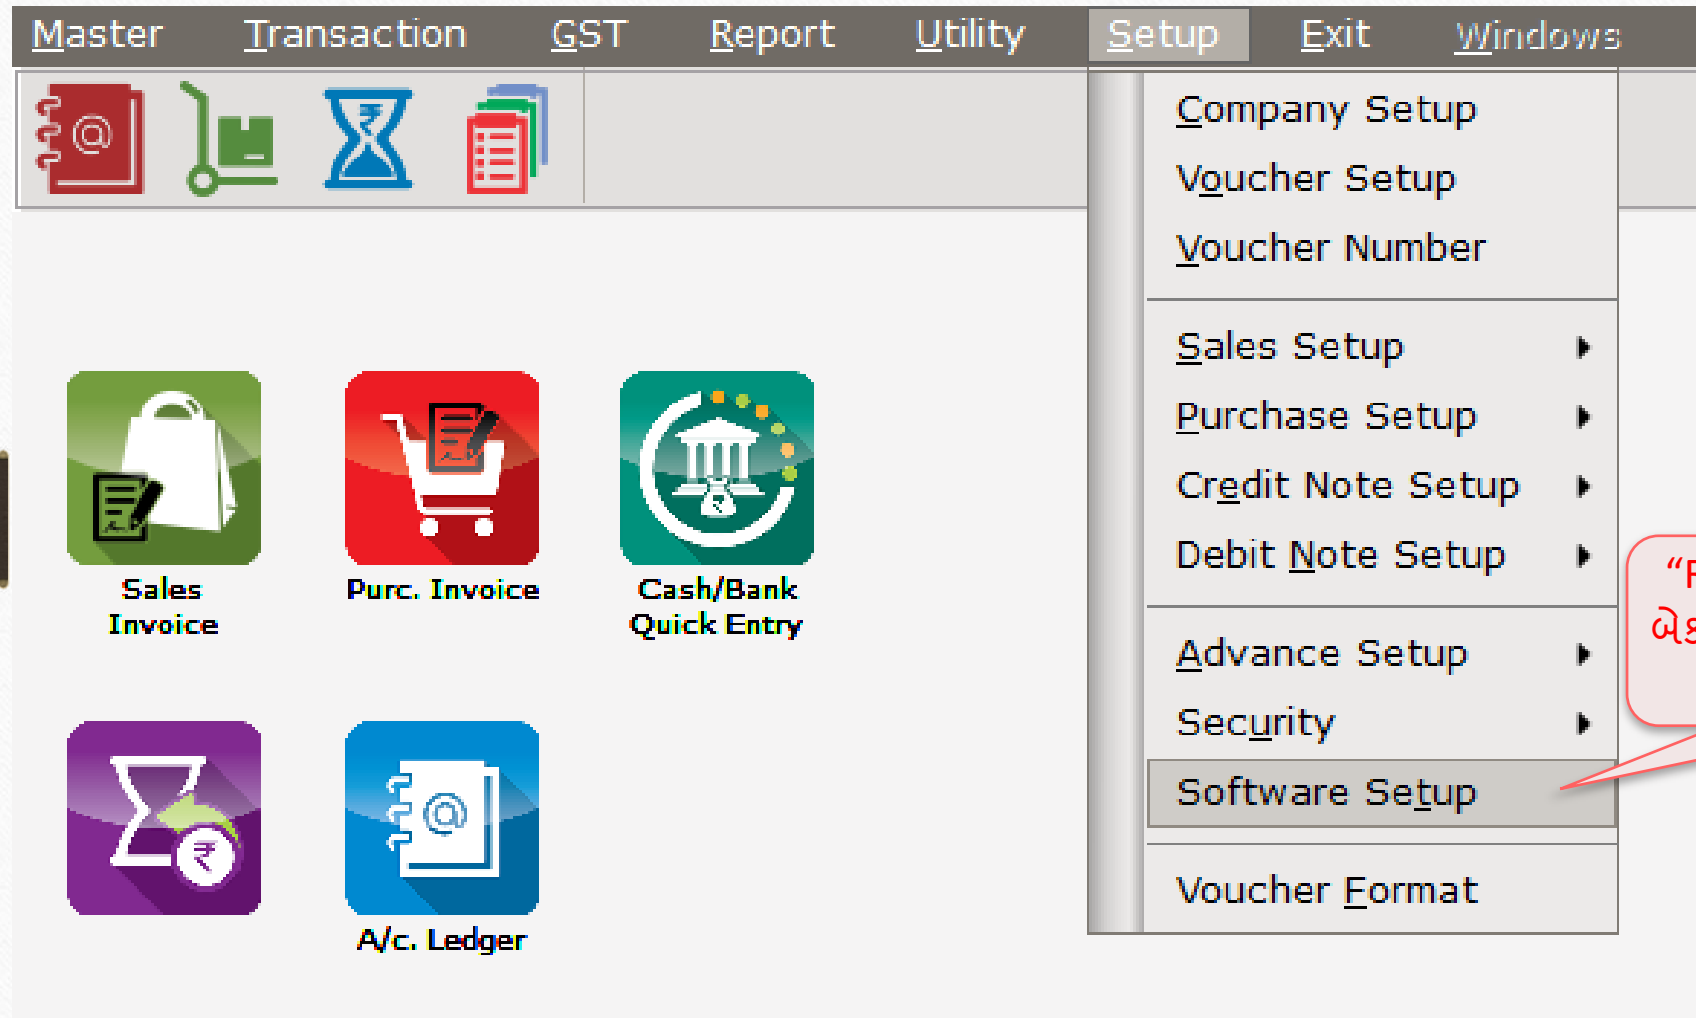 Master Transaction GST Report Utility Setup Exit Windows
Company Setup
Voucher Setup
Voucher Number
Sales Setup
Purchase Setup
Credit Note Setup
Debit Note Setup
Advance Setup
Security
Software Setup
Voucher Format
Sales
Invoice
Purc. Invoice
Cash/Bank
Quick Entry
A/c. Ledger